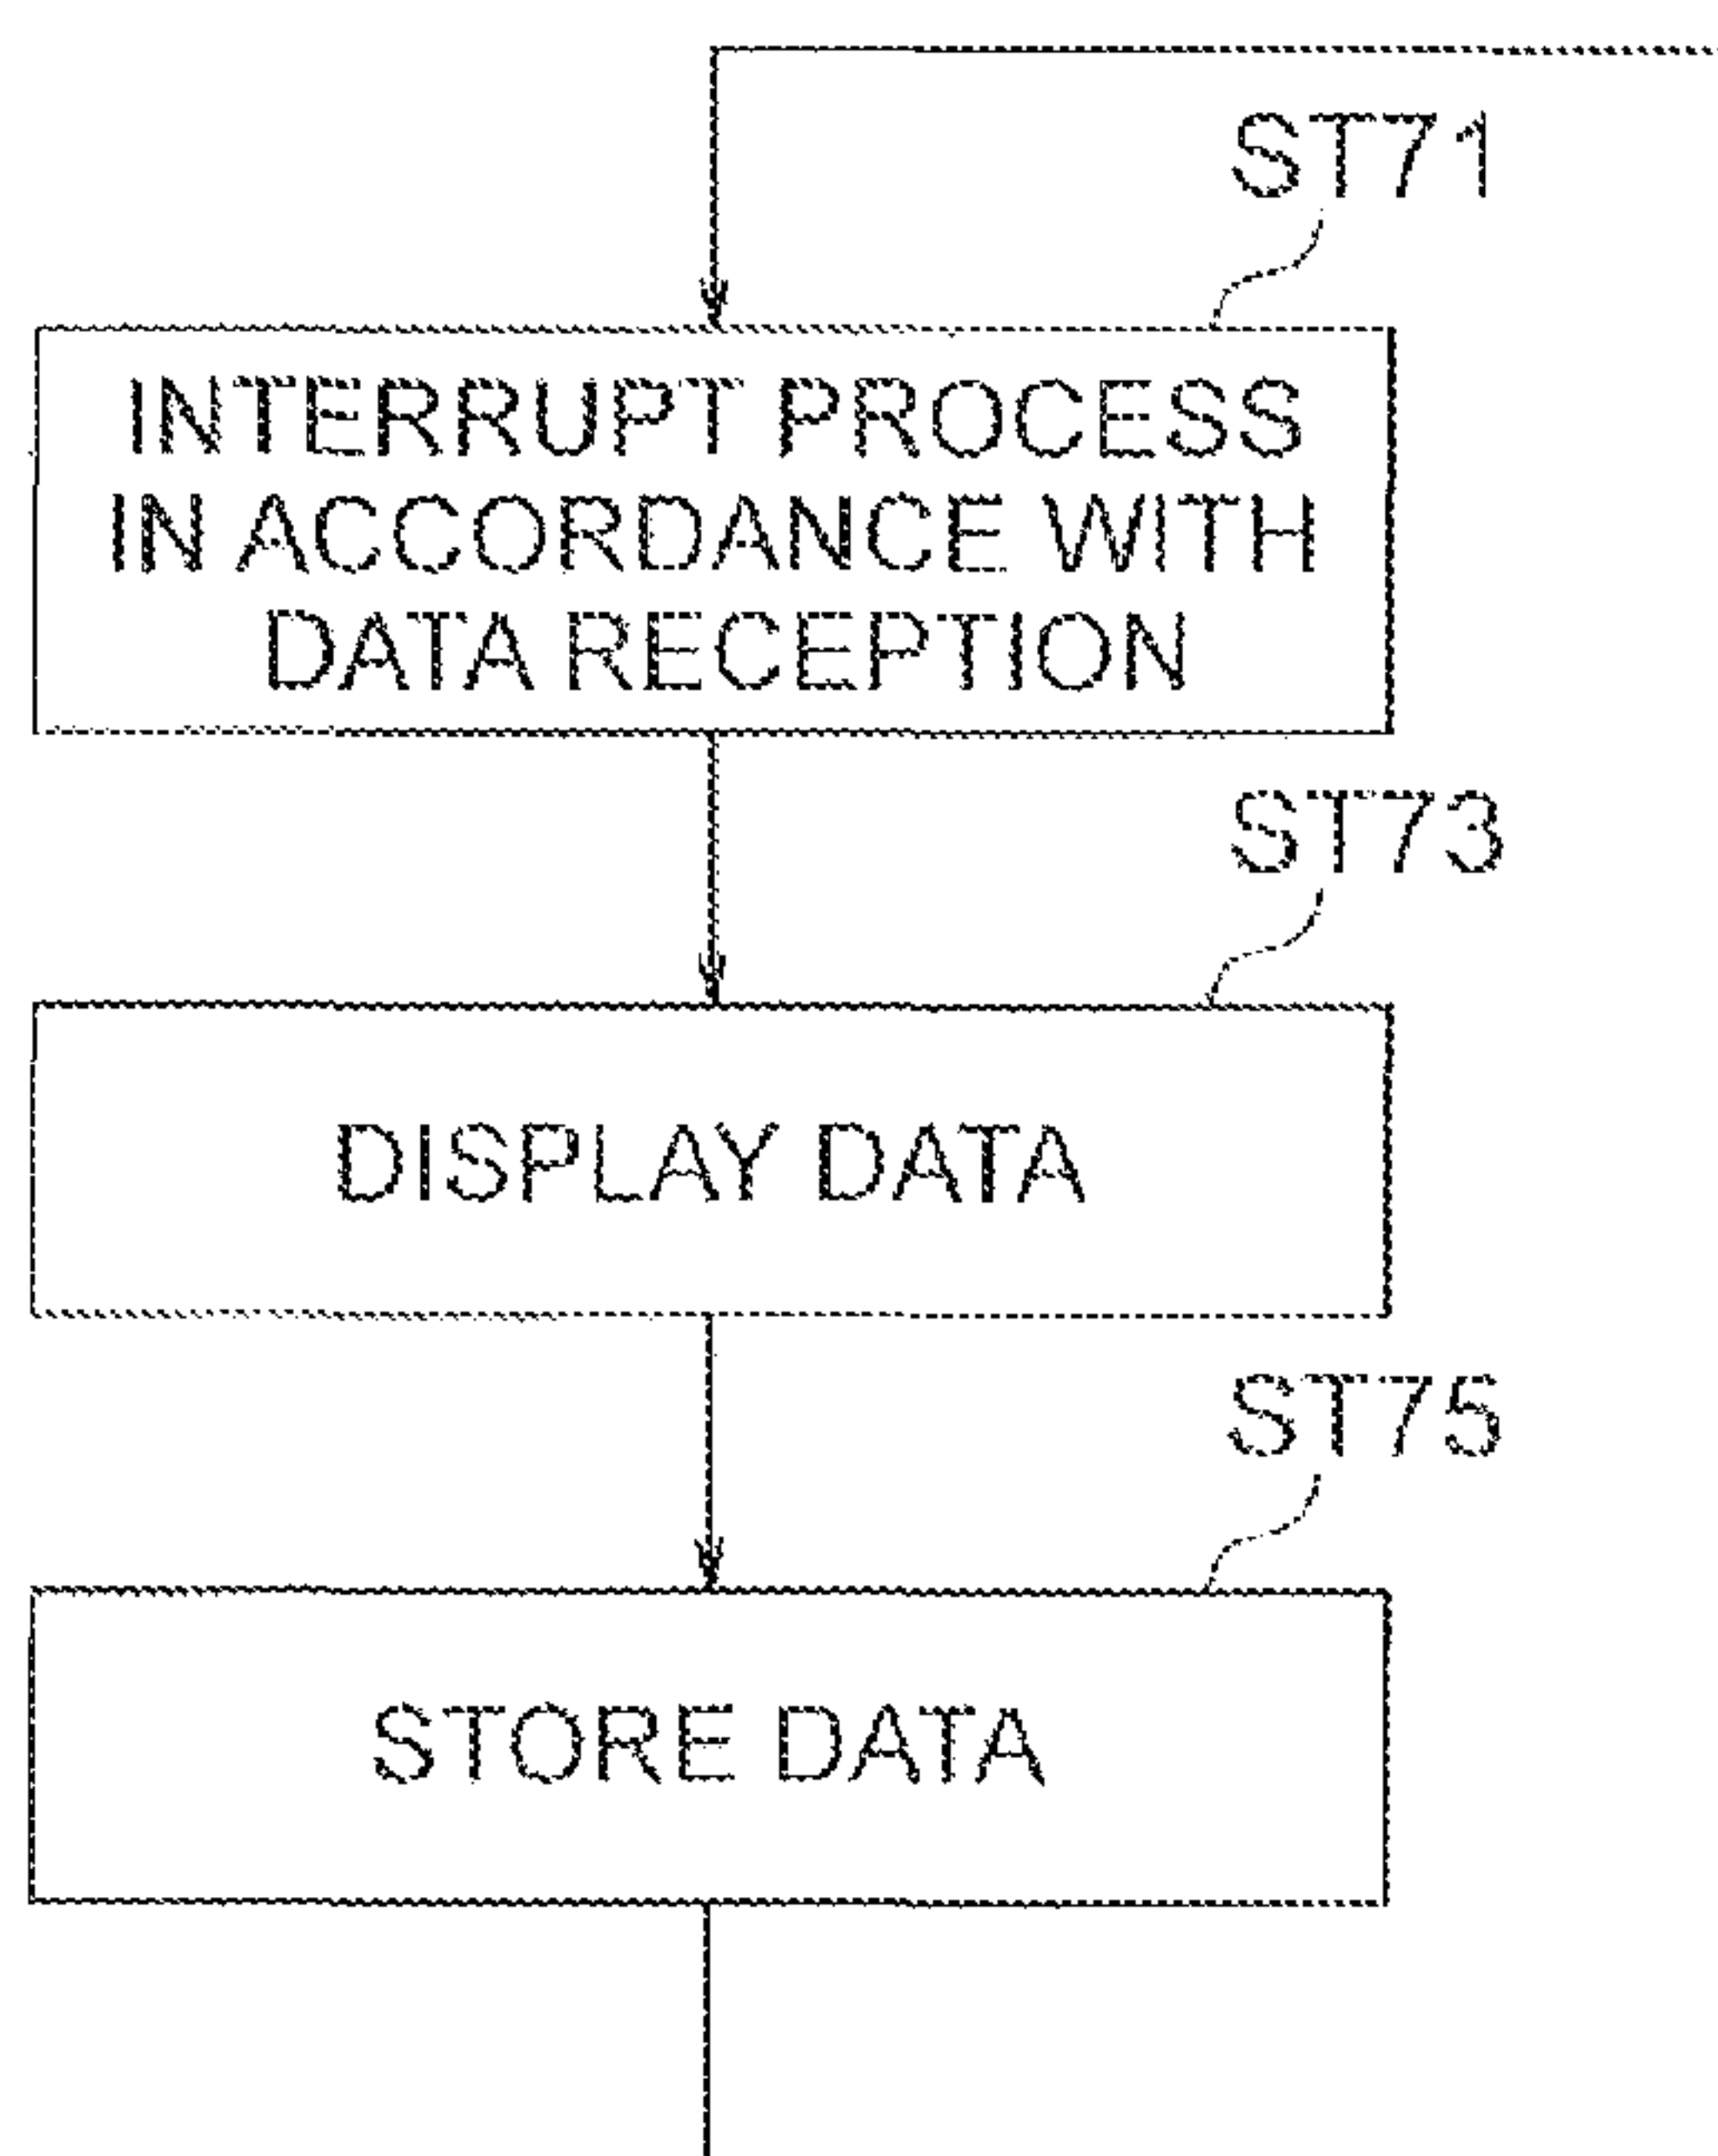 ST71
INTERRUPT PROCESS
IN ACCORDANCE WITH
DATA RECEPTION
ST73
DISPLAY DATA
ST75
STORE DATA